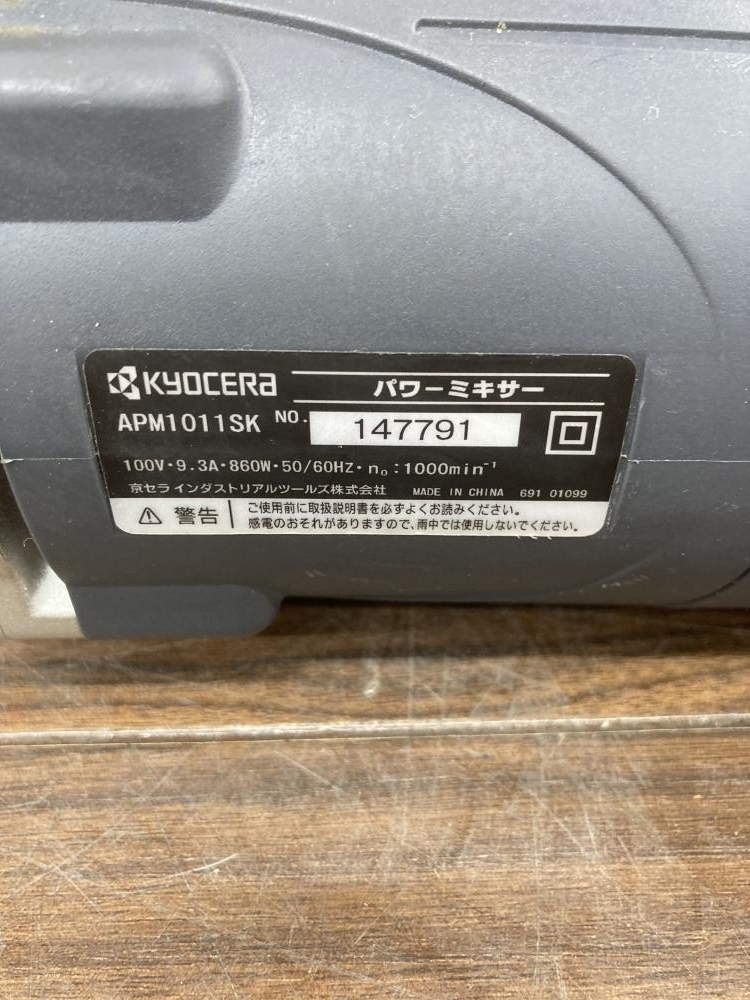 KYOCERA パワーミキサー
APM1011SK NO. 147791
100V・9.3A・860W・50/60HZ・n₀:1000min⁻¹
京セラインダストリアルツールズ株式会社 MADE IN CHINA 691 01099
警告 ご使用前に取扱説明書を必ずよくお読みください。
感電のおそれがありますので、雨中では使用しないでください。